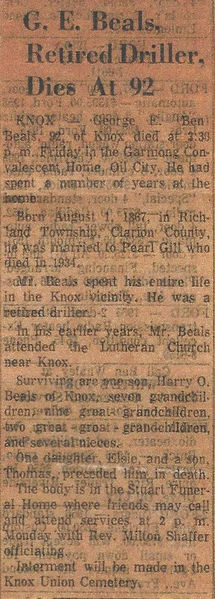 G. E. Beals,
Retired Driller,
Dies At 92
KNOX — George E. (Ben)
Beals, 92, of Knox died at 3:30
p. m. Friday in the Garmong Con-
valescent Home, Oil City. He had
spent a number of years at the
home.
Born August 1, 1867, in Rich-
land Township, Clarion County,
he was married to Pearl Gill who
died in 1934.
Mr. Beals spent his entire life
in the Knox vicinity. He was a
retired driller.
In his earlier years, Mr. Beals
attended the Lutheran Church
near Knox.
Surviving are one son, Harry O.
Beals of Knox, seven grandchil-
dren, nine great-grandchildren,
two great - great - grandchildren,
and several nieces.
One daughter, Elsie, and a son,
Thomas, preceded him in death.
The body is in the Stuart Funer-
al Home where friends may call
and attend services at 2 p. m.
Monday with Rev. Milton Shaffer
officiating.
Interment will be made in the
Knox Union Cemetery.